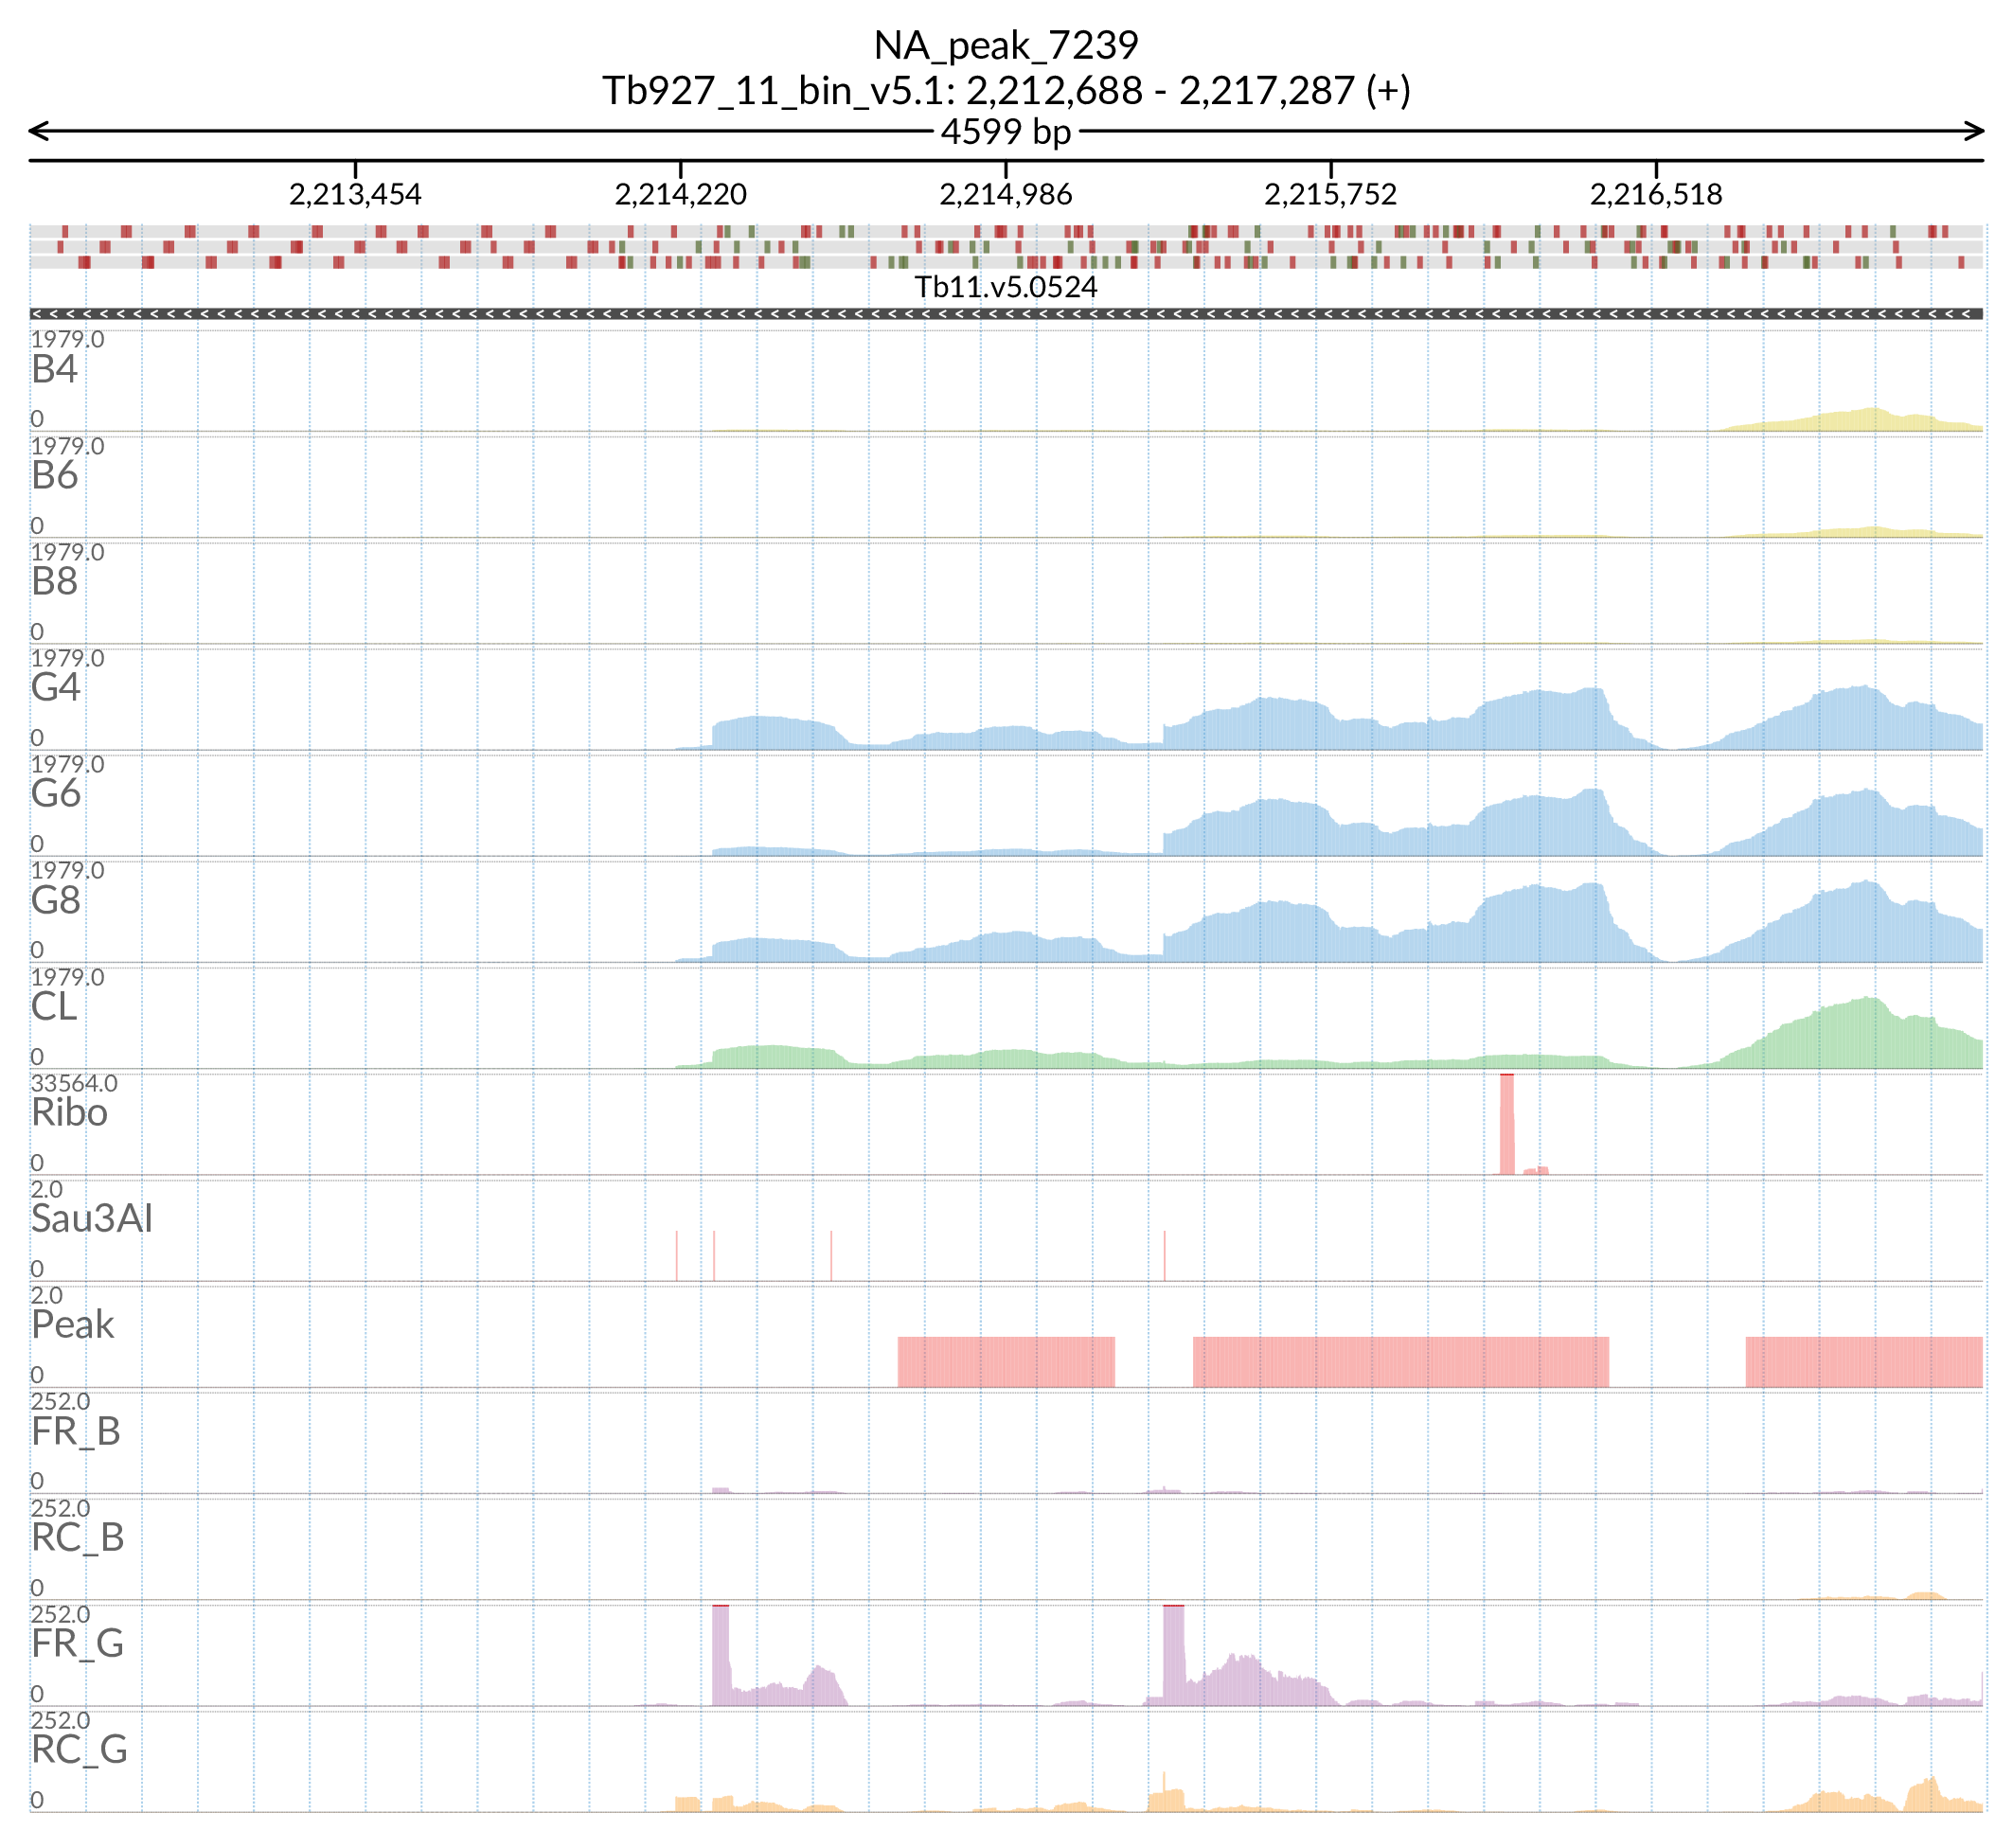 NA_peak_7239
Tb927_11_bin_v5.1: 2,212,688 - 2,217,287 (+)
4599 bp
2,213,454 2,214,220 2,214,986 2,215,752 2,216,518
Tb11.v5.0524
1979.0
B4
0
1979.0
B6
0
1979.0
B8
0
1979.0
G4
0
1979.0
G6
0
1979.0
G8
0
1979.0
CL
0
33564.0
Ribo
0
2.0
Sau3AI
0
2.0
Peak
0
252.0
FR_B
0
252.0
RC_B
0
252.0
FR_G
0
252.0
RC_G
0